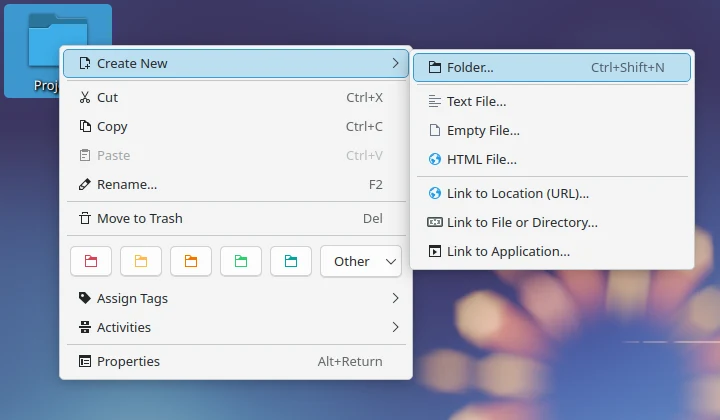 Create New
Cut Ctrl+X
Copy Ctrl+C
Paste Ctrl+V
Rename... F2
Move to Trash Del
Other
Assign Tags
Activities
Properties Alt+Return
Folder... Ctrl+Shift+N
Text File...
Empty File...
HTML File...
Link to Location (URL)...
Link to File or Directory...
Link to Application...